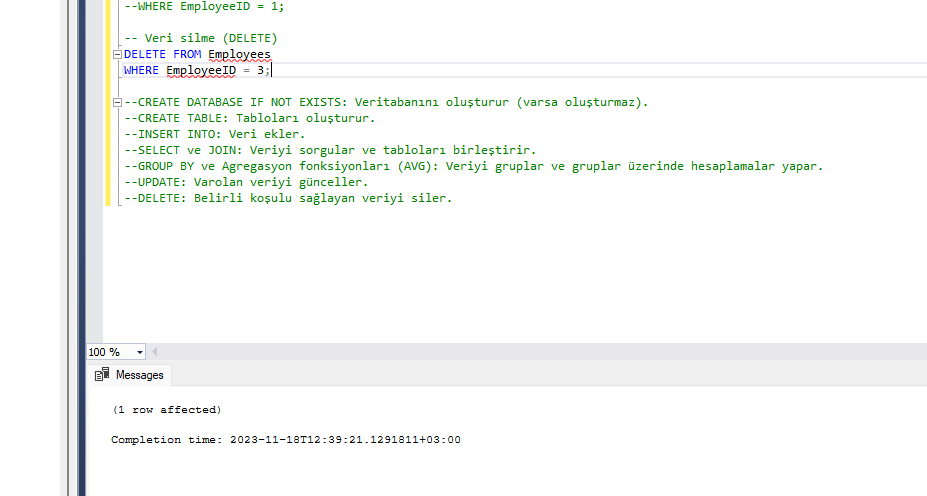 --WHERE EmployeeID = 1;
-- Veri silme (DELETE)
DELETE FROM Employees
WHERE EmployeeID = 3;
--CREATE DATABASE IF NOT EXISTS: Veritabanını oluşturur (varsa oluşturmaz).
--CREATE TABLE: Tabloları oluşturur.
--INSERT INTO: Veri ekler.
--SELECT ve JOIN: Veriyi sorgular ve tabloları birleştirir.
--GROUP BY ve Agregasyon fonksiyonları (AVG): Veriyi gruplar ve gruplar üzerinde hesaplamalar yapar.
--UPDATE: Varolan veriyi günceller.
--DELETE: Belirli koşulu sağlayan veriyi siler.
100 %
Messages
(1 row affected)
Completion time: 2023-11-18T12:39:21.1291811+03:00